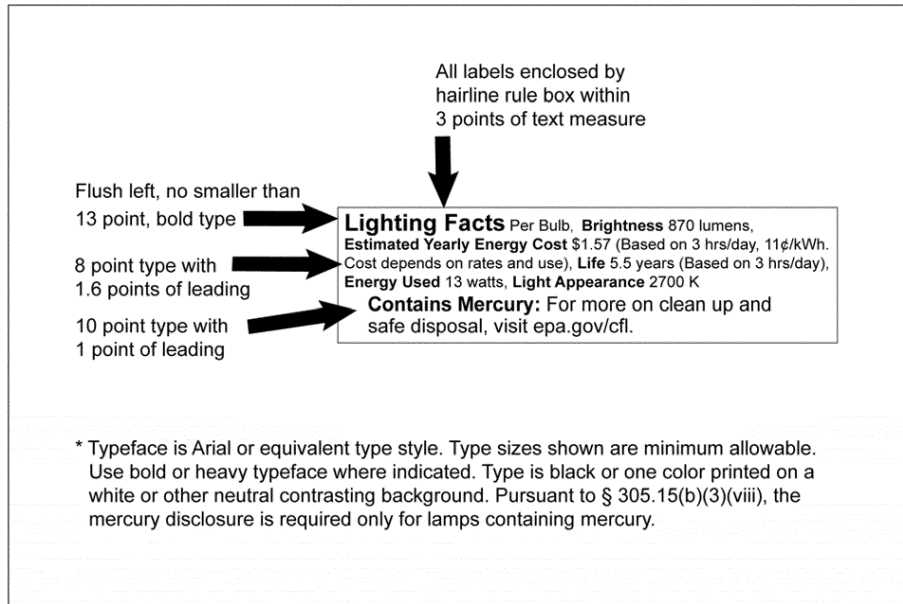 All labels enclosed by
hairline rule box within
3 points of text measure
Flush left, no smaller than
13 point, bold type
8 point type with
1.6 points of leading
10 point type with
1 point of leading
Lighting Facts Per Bulb, Brightness 870 lumens,
Estimated Yearly Energy Cost $1.57 (Based on 3 hrs/day, 11¢/kWh.
Cost depends on rates and use), Life 5.5 years (Based on 3 hrs/day),
Energy Used 13 watts, Light Appearance 2700 K
Contains Mercury: For more on clean up and
safe disposal, visit epa.gov/cfl.
* Typeface is Arial or equivalent type style. Type sizes shown are minimum allowable.
Use bold or heavy typeface where indicated. Type is black or one color printed on a
white or other neutral contrasting background. Pursuant to § 305.15(b)(3)(viii), the
mercury disclosure is required only for lamps containing mercury.